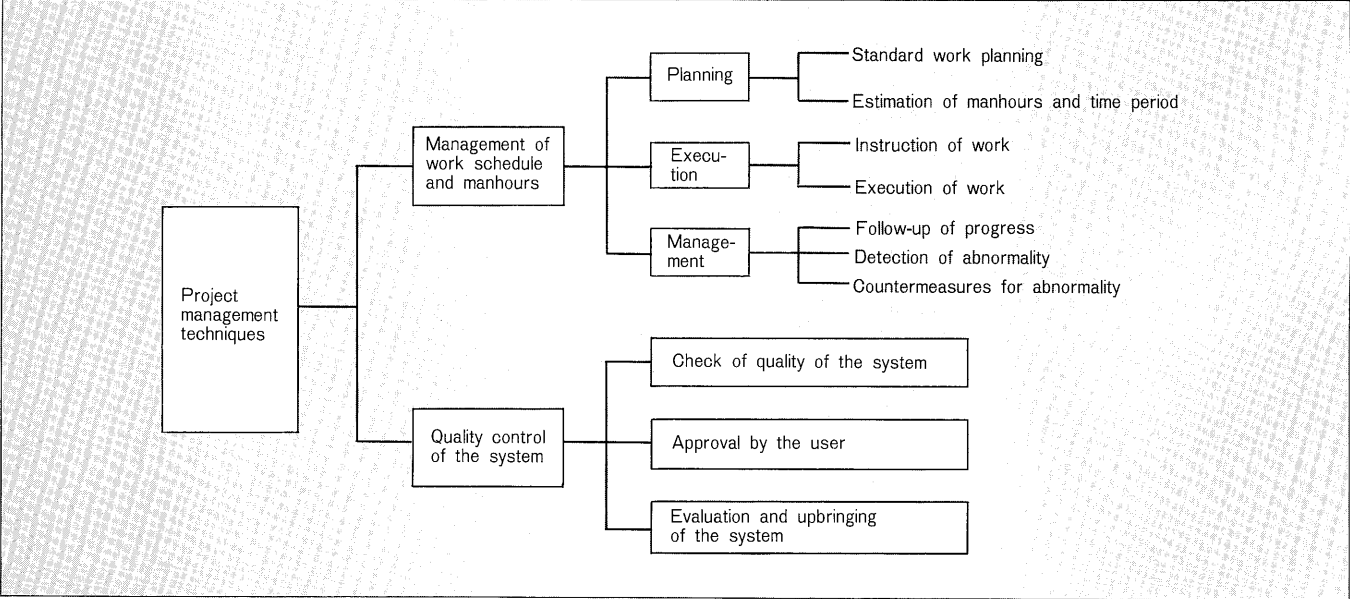 Project
management
techniques
Management of
work schedule
and manhours
Planning
Standard work planning
Estimation of manhours and time period
Execu-
tion
Instruction of work
Execution of work
Manage-
ment
Follow-up of progress
Detection of abnormality
Countermeasures for abnormality
Quality control
of the system
Check of quality of the system
Approval by the user
Evaluation and upbringing
of the system